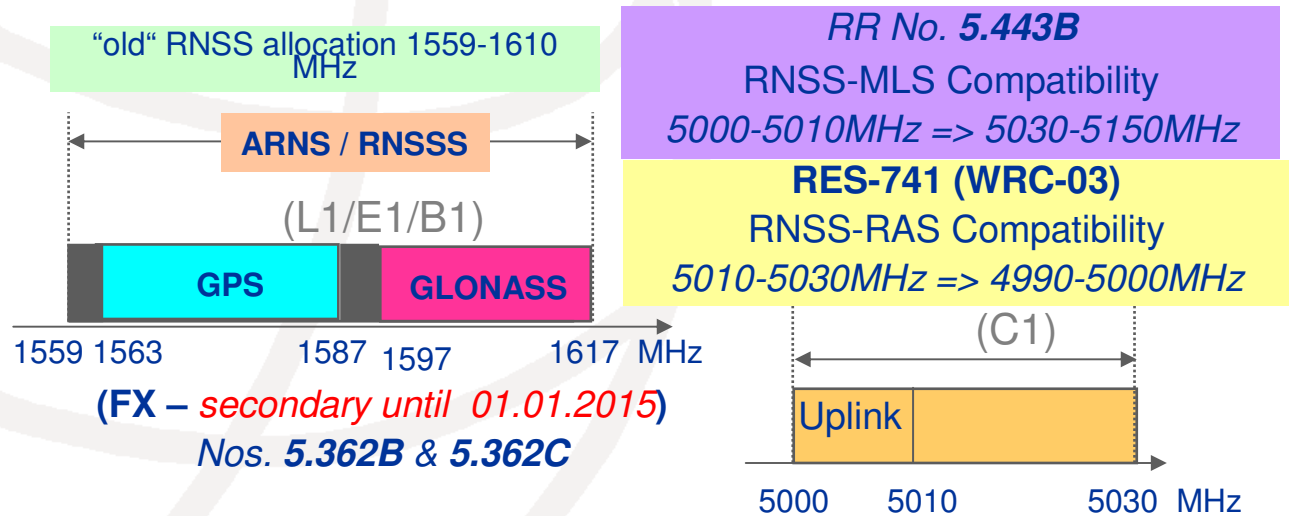 “old“ RNSS allocation 1559-1610
MHz
ARNS / RNSSS
(L1/E1/B1)
GPS
GLONASS
1559 1563 1587 1597 1617 MHz
(FX – secondary until 01.01.2015)
Nos. 5.362B & 5.362C
RR No. 5.443B
RNSS-MLS Compatibility
5000-5010MHz => 5030-5150MHz
RES-741 (WRC-03)
RNSS-RAS Compatibility
5010-5030MHz => 4990-5000MHz
(C1)
Uplink
5000 5010 5030 MHz